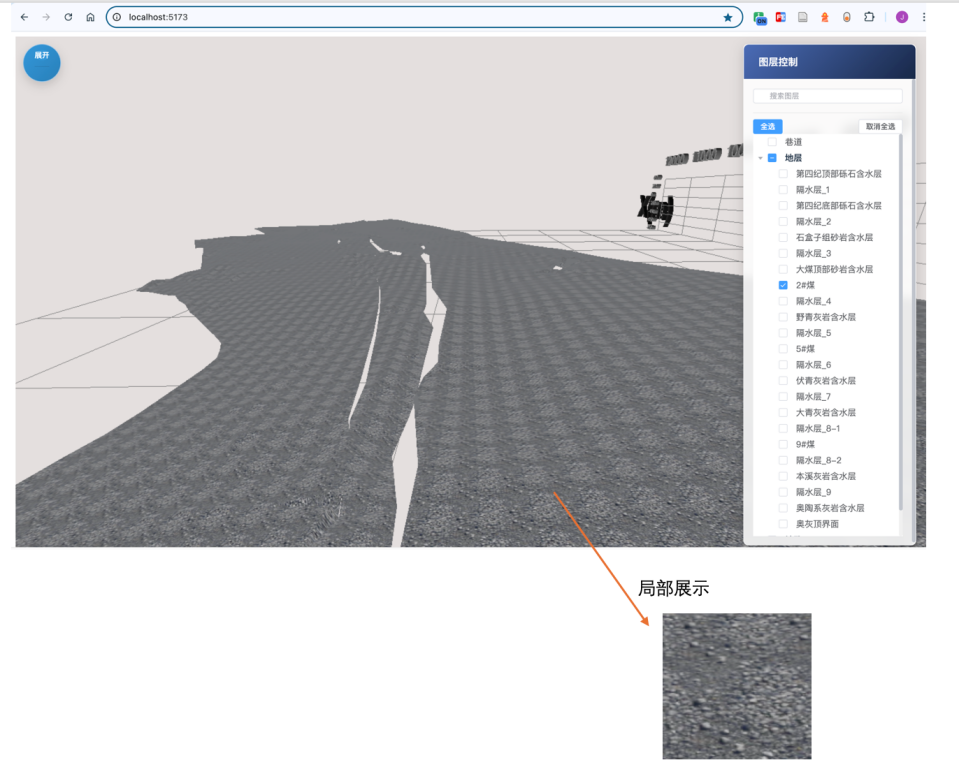 localhost:5173
ON
J
展开
图层控制
搜索图层
全选
取消全选
巷道
地层
第四纪顶部砾石含水层
隔水层_1
第四纪底部砾石含水层
隔水层_2
石盒子组砂岩含水层
隔水层_3
大煤顶部砂岩含水层
2#煤
隔水层_4
野青灰岩含水层
隔水层_5
5#煤
隔水层_6
伏青灰岩含水层
隔水层_7
大青灰岩含水层
隔水层_8-1
9#煤
隔水层_8-2
本溪灰岩含水层
隔水层_9
奥陶系灰岩含水层
奥灰顶界面
局部展示